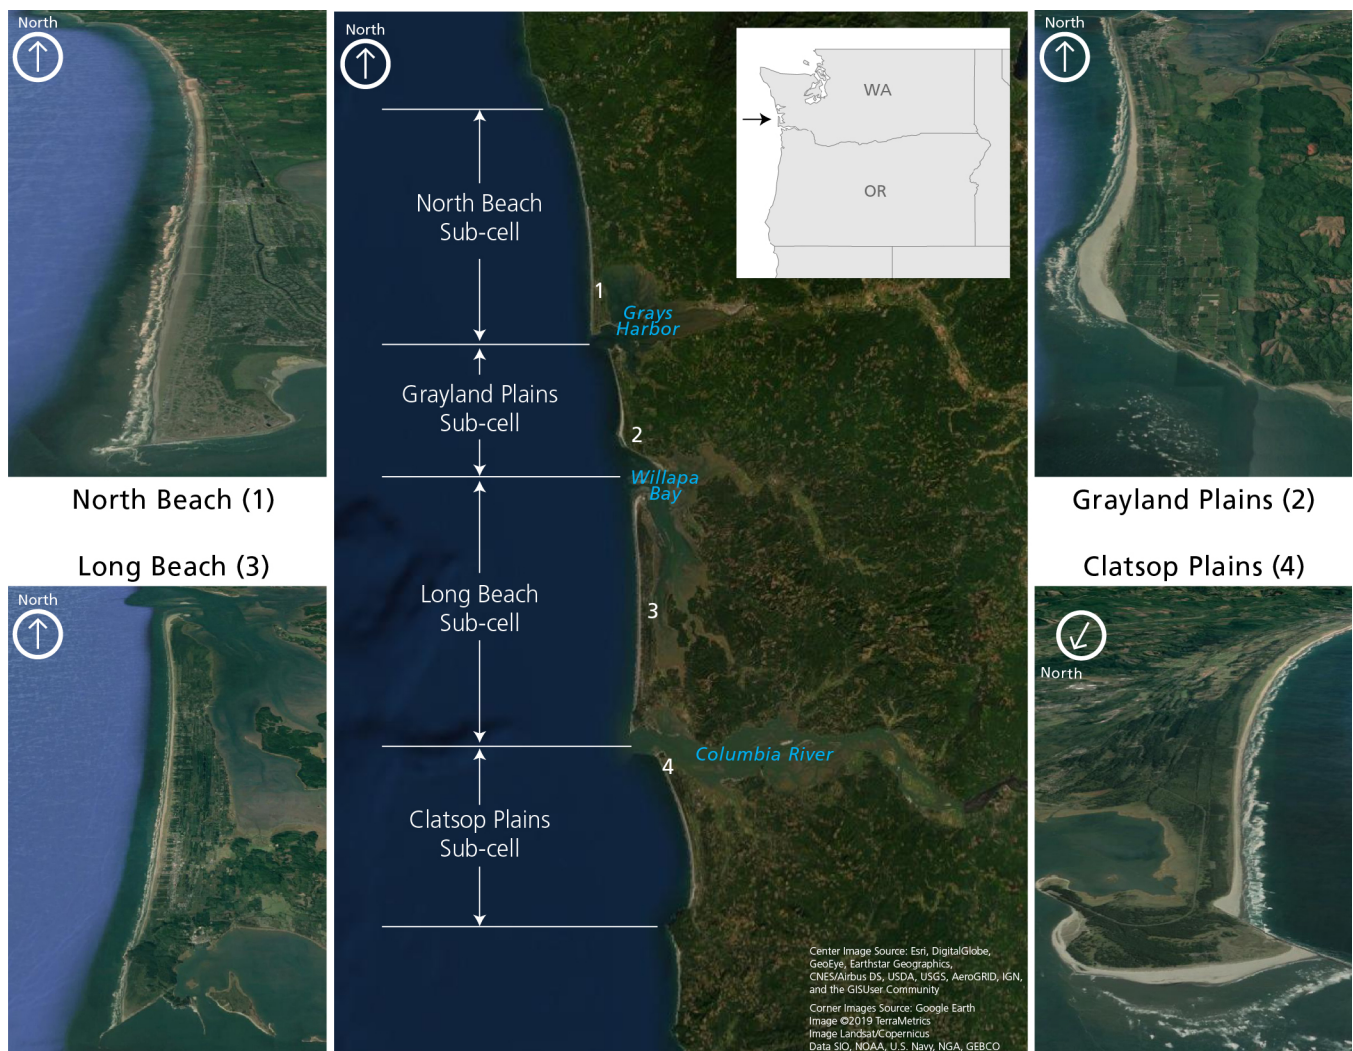 North
North Beach (1)
Long Beach (3)
North
North
North Beach
Sub-cell
Grayland Plains
Sub-cell
Long Beach
Sub-cell
Clatsop Plains
Sub-cell
1
Grays
Harbor
2
Willapa
Bay
3
Columbia River
4
WA
OR
Center Image Source: Esri, DigitalGlobe,
GeoEye, Earthstar Geographics,
CNES/Airbus DS, USDA, USGS, AeroGRID, IGN,
and the GISUser Community
Corner Images Source: Google Earth
Image ©2019 TerraMetrics
Image Landsat/Copernicus
Data SIO, NOAA, U.S. Navy, NGA, GEBCO
North
Grayland Plains (2)
Clatsop Plains (4)
North